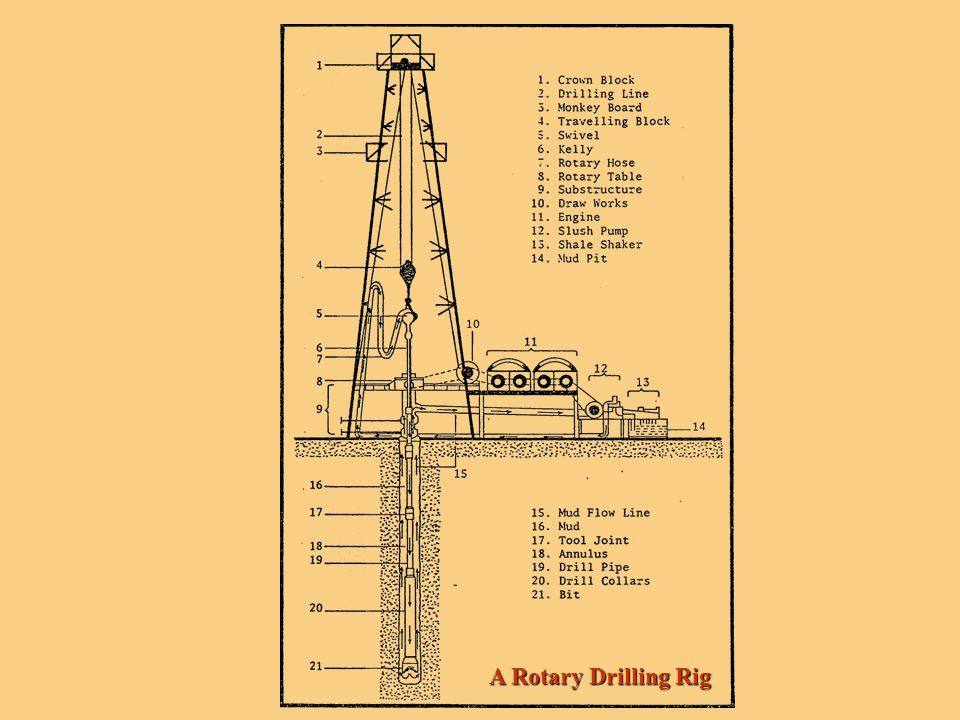 1. Crown Block
2. Drilling Line
3. Monkey Board
4. Travelling Block
5. Swivel
6. Kelly
7. Rotary Hose
8. Rotary Table
9. Substructure
10. Draw Works
11. Engine
12. Slush Pump
13. Shale Shaker
14. Mud Pit
1
2
3
4
5
6
7
8
9
10
11
12
13
14
15
16
17
18
19
20
21
15. Mud Flow Line
16. Mud
17. Tool Joint
18. Annulus
19. Drill Pipe
20. Drill Collars
21. Bit
A Rotary Drilling Rig